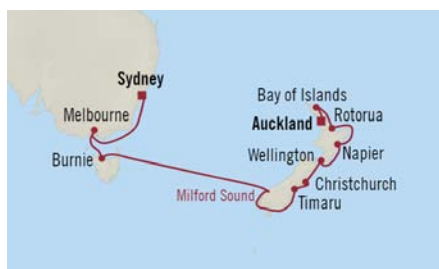 Sydney
Melbourne
Burnie
Bay of Islands
Auckland
Rotorua
Wellington
Napier
Milford Sound
Christchurch
Timaru